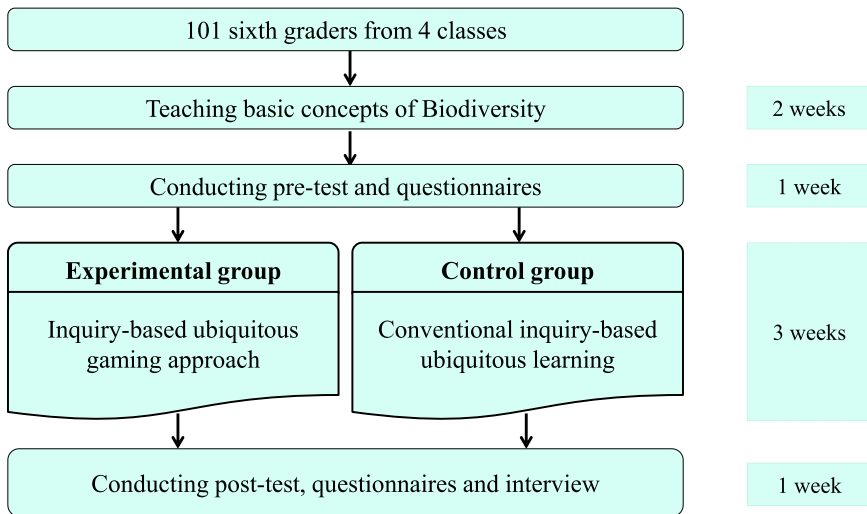 101 sixth graders from 4 classes
Teaching basic concepts of Biodiversity
2 weeks
Conducting pre-test and questionnaires
1 week
Experimental group
Inquiry-based ubiquitous
gaming approach
Control group
Conventional inquiry-based
ubiquitous learning
3 weeks
Conducting post-test, questionnaires and interview
1 week